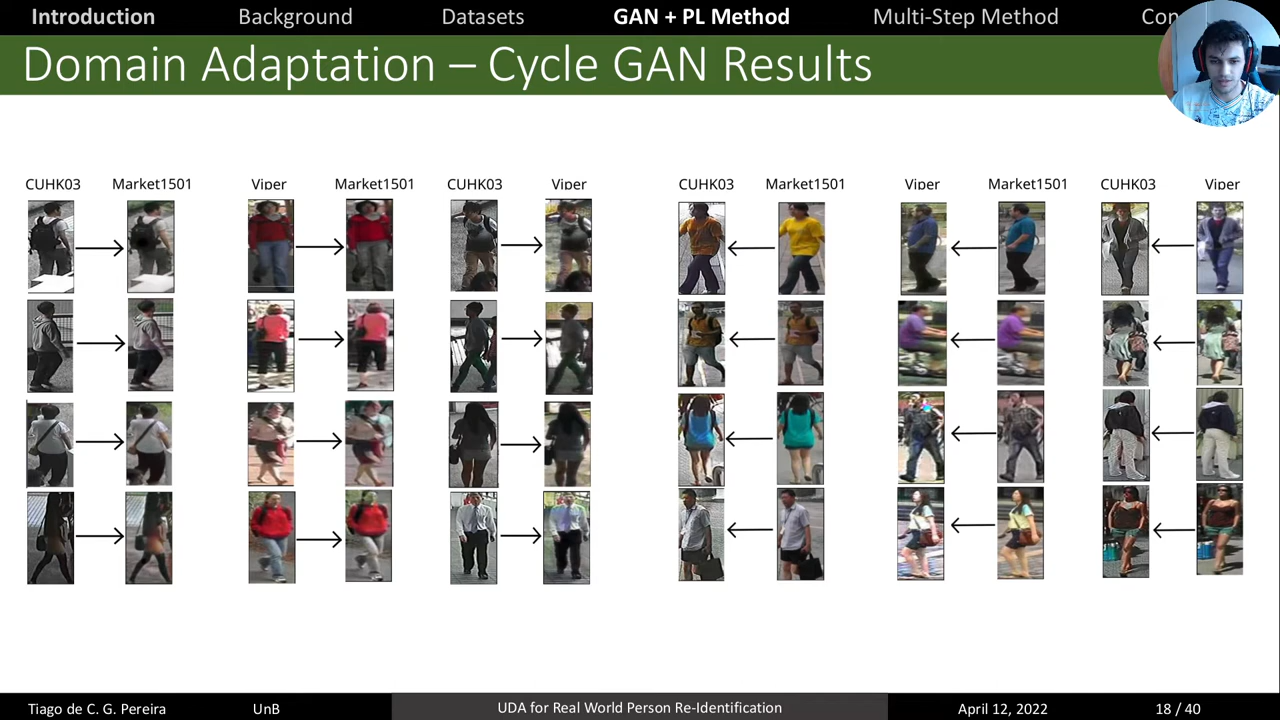 Introduction Background Datasets GAN + PL Method Multi-Step Method Con
Domain Adaptation – Cycle GAN Results
CUHK03 Market1501 Viper Market1501 CUHK03 Viper CUHK03 Market1501 Viper Market1501 CUHK03 Viper
Tiago de C. G. Pereira UnB UDA for Real World Person Re-Identification April 12, 2022 18 / 40